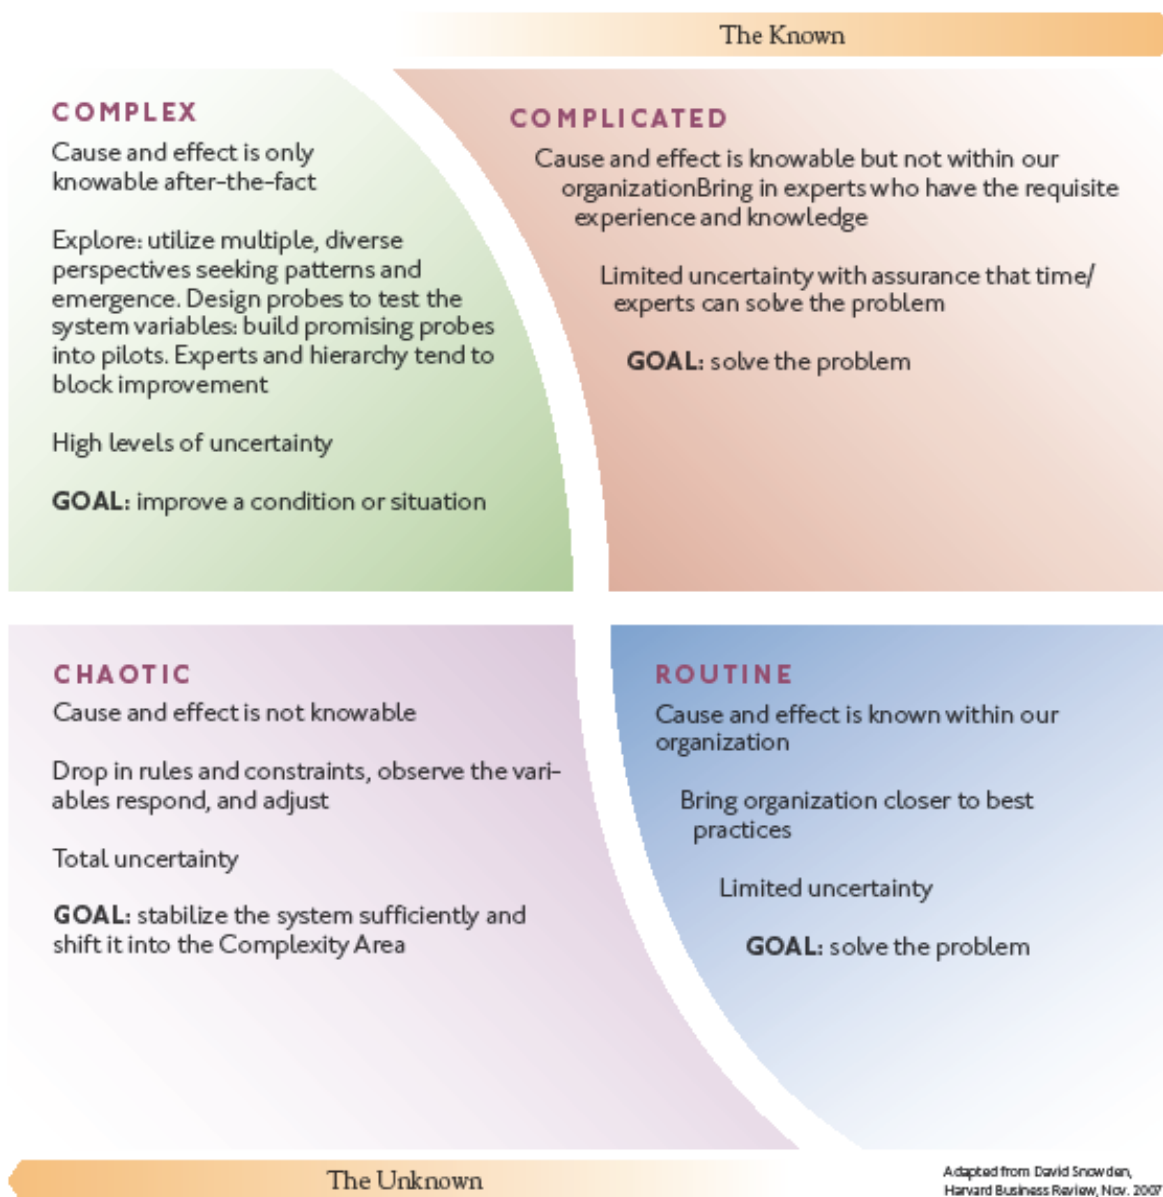 The Known
COMPLEX
Cause and effect is only
knowable after-the-fact
Explore: utilize multiple, diverse
perspectives seeking patterns and
emergence. Design probes to test the
system variables: build promising probes
into pilots. Experts and hierarchy tend to
block improvement
High levels of uncertainty
GOAL: improve a condition or situation
COMPLICATED
Cause and effect is knowable but not within our
organizationBring in experts who have the requisite
experience and knowledge
Limited uncertainty with assurance that time/
experts can solve the problem
GOAL: solve the problem
CHAOTIC
Cause and effect is not knowable
Drop in rules and constraints, observe the vari-
ables respond, and adjust
Total uncertainty
GOAL: stabilize the system sufficiently and
shift it into the Complexity Area
ROUTINE
Cause and effect is known within our
organization
Bring organization closer to best
practices
Limited uncertainty
GOAL: solve the problem
The Unknown
Adapted from David Snowden,
Harvard Business Review, Nov. 2007